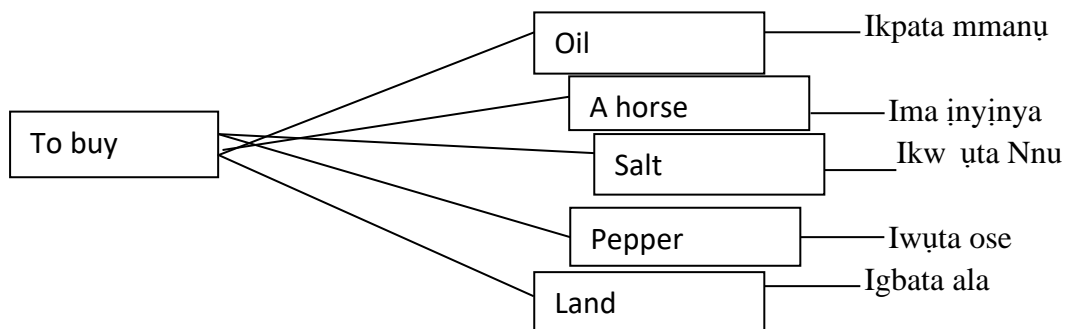 Oil
Ikpata mmanụ
A horse
Ima ịnyịnya
To buy
Salt
Ikw ụta Nnu
Pepper
Iwụta ose
Land
Igbata ala